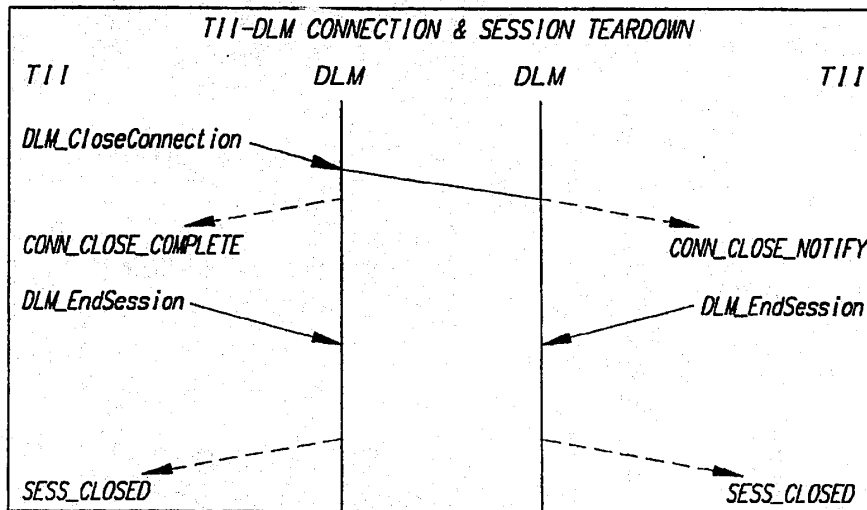 TII-DLM CONNECTION & SESSION TEARDOWN
TII DLM DLM TII
DLM_CloseConnection
CONN_CLOSE_COMPLETE CONN_CLOSE_NOTIFY
DLM_EndSession DLM_EndSession
SESS_CLOSED SESS_CLOSED